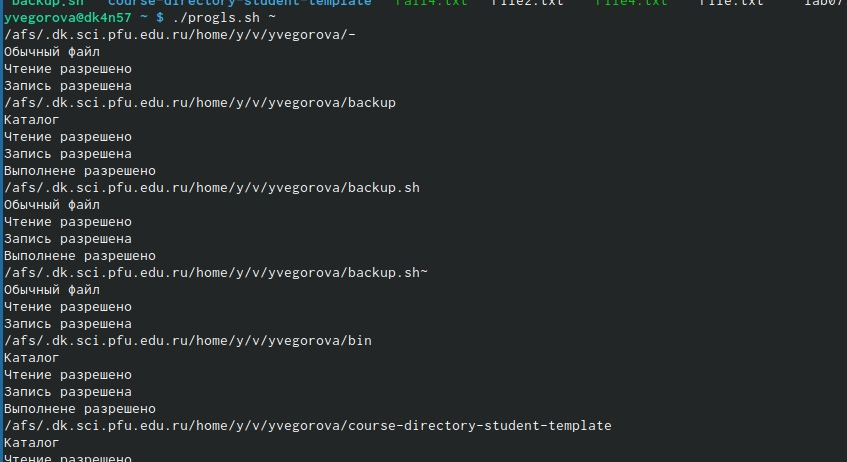 backup.sh course-directory-student-template fail4.txt file2.txt file4.txt file.txt lab07
yvegorova@dk4n57 ~ $ ./progls.sh ~
/afs/.dk.sci.pfu.edu.ru/home/y/v/yvegorova/-
Обычный файл
Чтение разрешено
Запись разрешена
/afs/.dk.sci.pfu.edu.ru/home/y/v/yvegorova/backup
Каталог
Чтение разрешено
Запись разрешена
Выполнене разрешено
/afs/.dk.sci.pfu.edu.ru/home/y/v/yvegorova/backup.sh
Обычный файл
Чтение разрешено
Запись разрешена
Выполнене разрешено
/afs/.dk.sci.pfu.edu.ru/home/y/v/yvegorova/backup.sh~
Обычный файл
Чтение разрешено
Запись разрешена
/afs/.dk.sci.pfu.edu.ru/home/y/v/yvegorova/bin
Каталог
Чтение разрешено
Запись разрешена
Выполнене разрешено
/afs/.dk.sci.pfu.edu.ru/home/y/v/yvegorova/course-directory-student-template
Каталог
Чтение разрешено